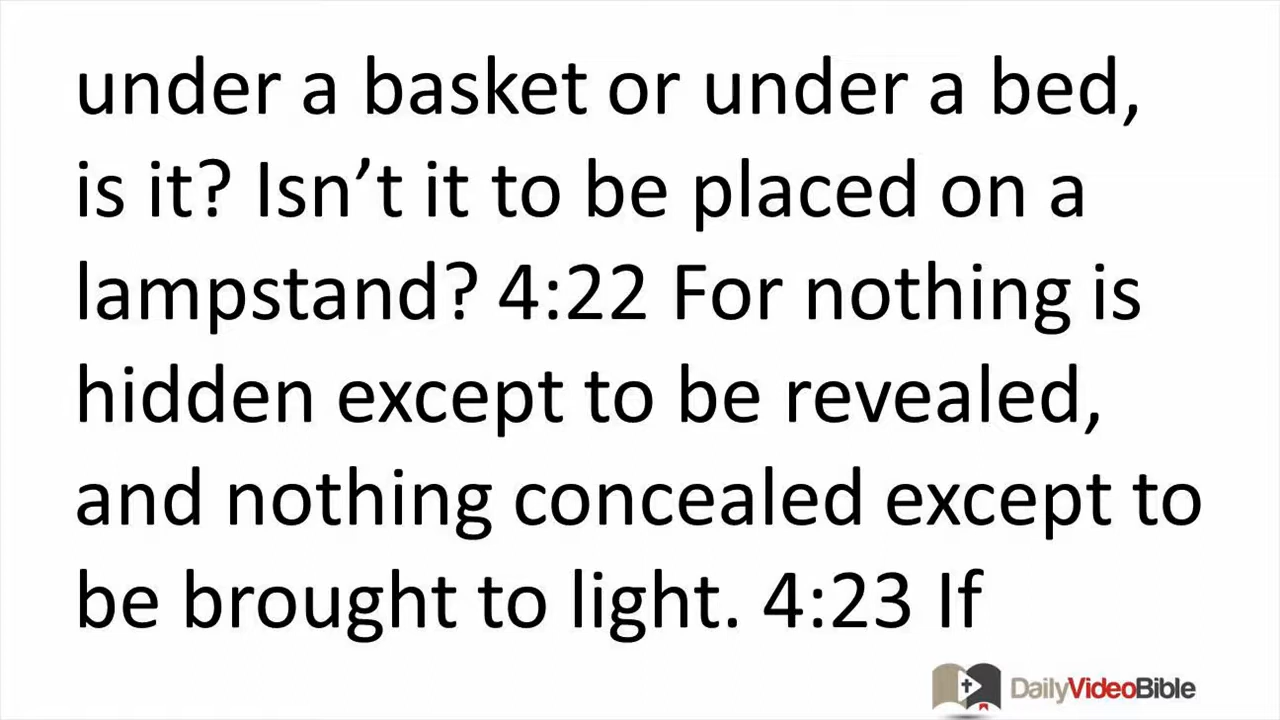 under a basket or under a bed,
is it? Isn’t it to be placed on a
lampstand? 4:22 For nothing is
hidden except to be revealed,
and nothing concealed except to
be brought to light. 4:23 If
DailyVideoBible